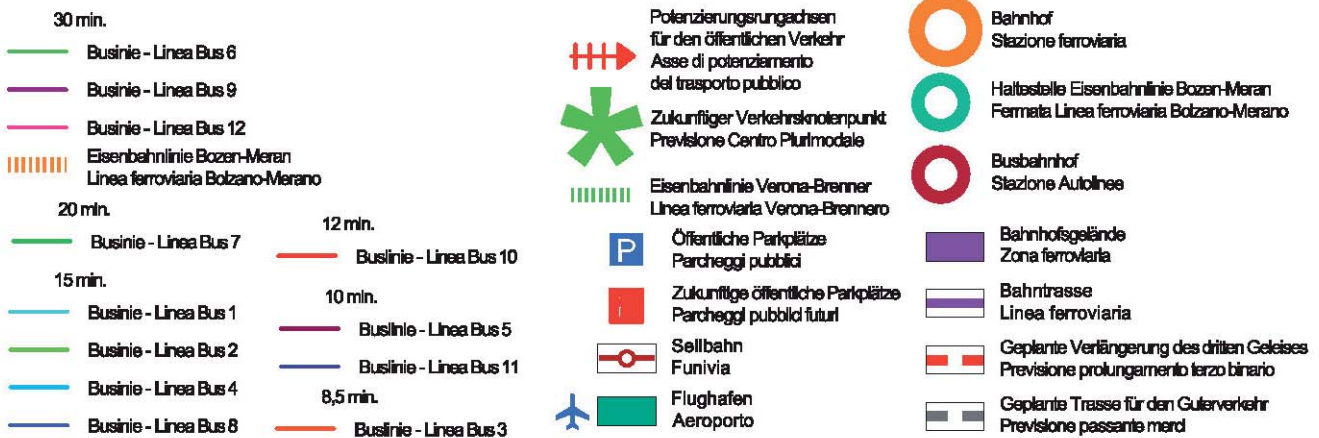 30 min.
Businie - Linea Bus 6
Businie - Linea Bus 9
Businie - Linea Bus 12
Eisenbahnlinie Bozen-Meran
Linea ferroviaria Bolzano-Merano
20 min.
Businie - Linea Bus 7
15 min.
Businie - Linea Bus 1
Businie - Linea Bus 2
Businie - Linea Bus 4
Businie - Linea Bus 8
12 min.
Buslinie - Linea Bus 10
10 min.
Buslinie - Linea Bus 5
Buslinie - Linea Bus 11
8,5 min.
Buslinie - Linea Bus 3
Potenzierungsrungachsen
für den öffentlichen Verkehr
Asse di potenziamento
del trasporto pubblico
Zukunftiger Verkehrsknotenpunkt
Previsione Centro Plurimodale
Eisenbahnlinie Verona-Brenner
Linea ferroviaria Verona-Brennero
P
Öffentliche Parkplätze
Parcheggi pubblici
Zukunftige öffentliche Parkplätze
Parcheggi pubblici futuri
Seilbahn
Funivia
Flughafen
Aeroporto
Bahnhof
Stazione ferroviaria
Haltestelle Eisenbahnlinie Bozen-Meran
Fermata Linea ferroviaria Bolzano-Merano
Busbahnhof
Stazione Autolinee
Bahnhofsgelände
Zona ferroviaria
Bahntrasse
Linea ferroviaria
Geplante Verlängerung des dritten Geleises
Previsione prolungamento terzo binario
Geplante Trasse für den Guterverkehr
Previsione passante merci